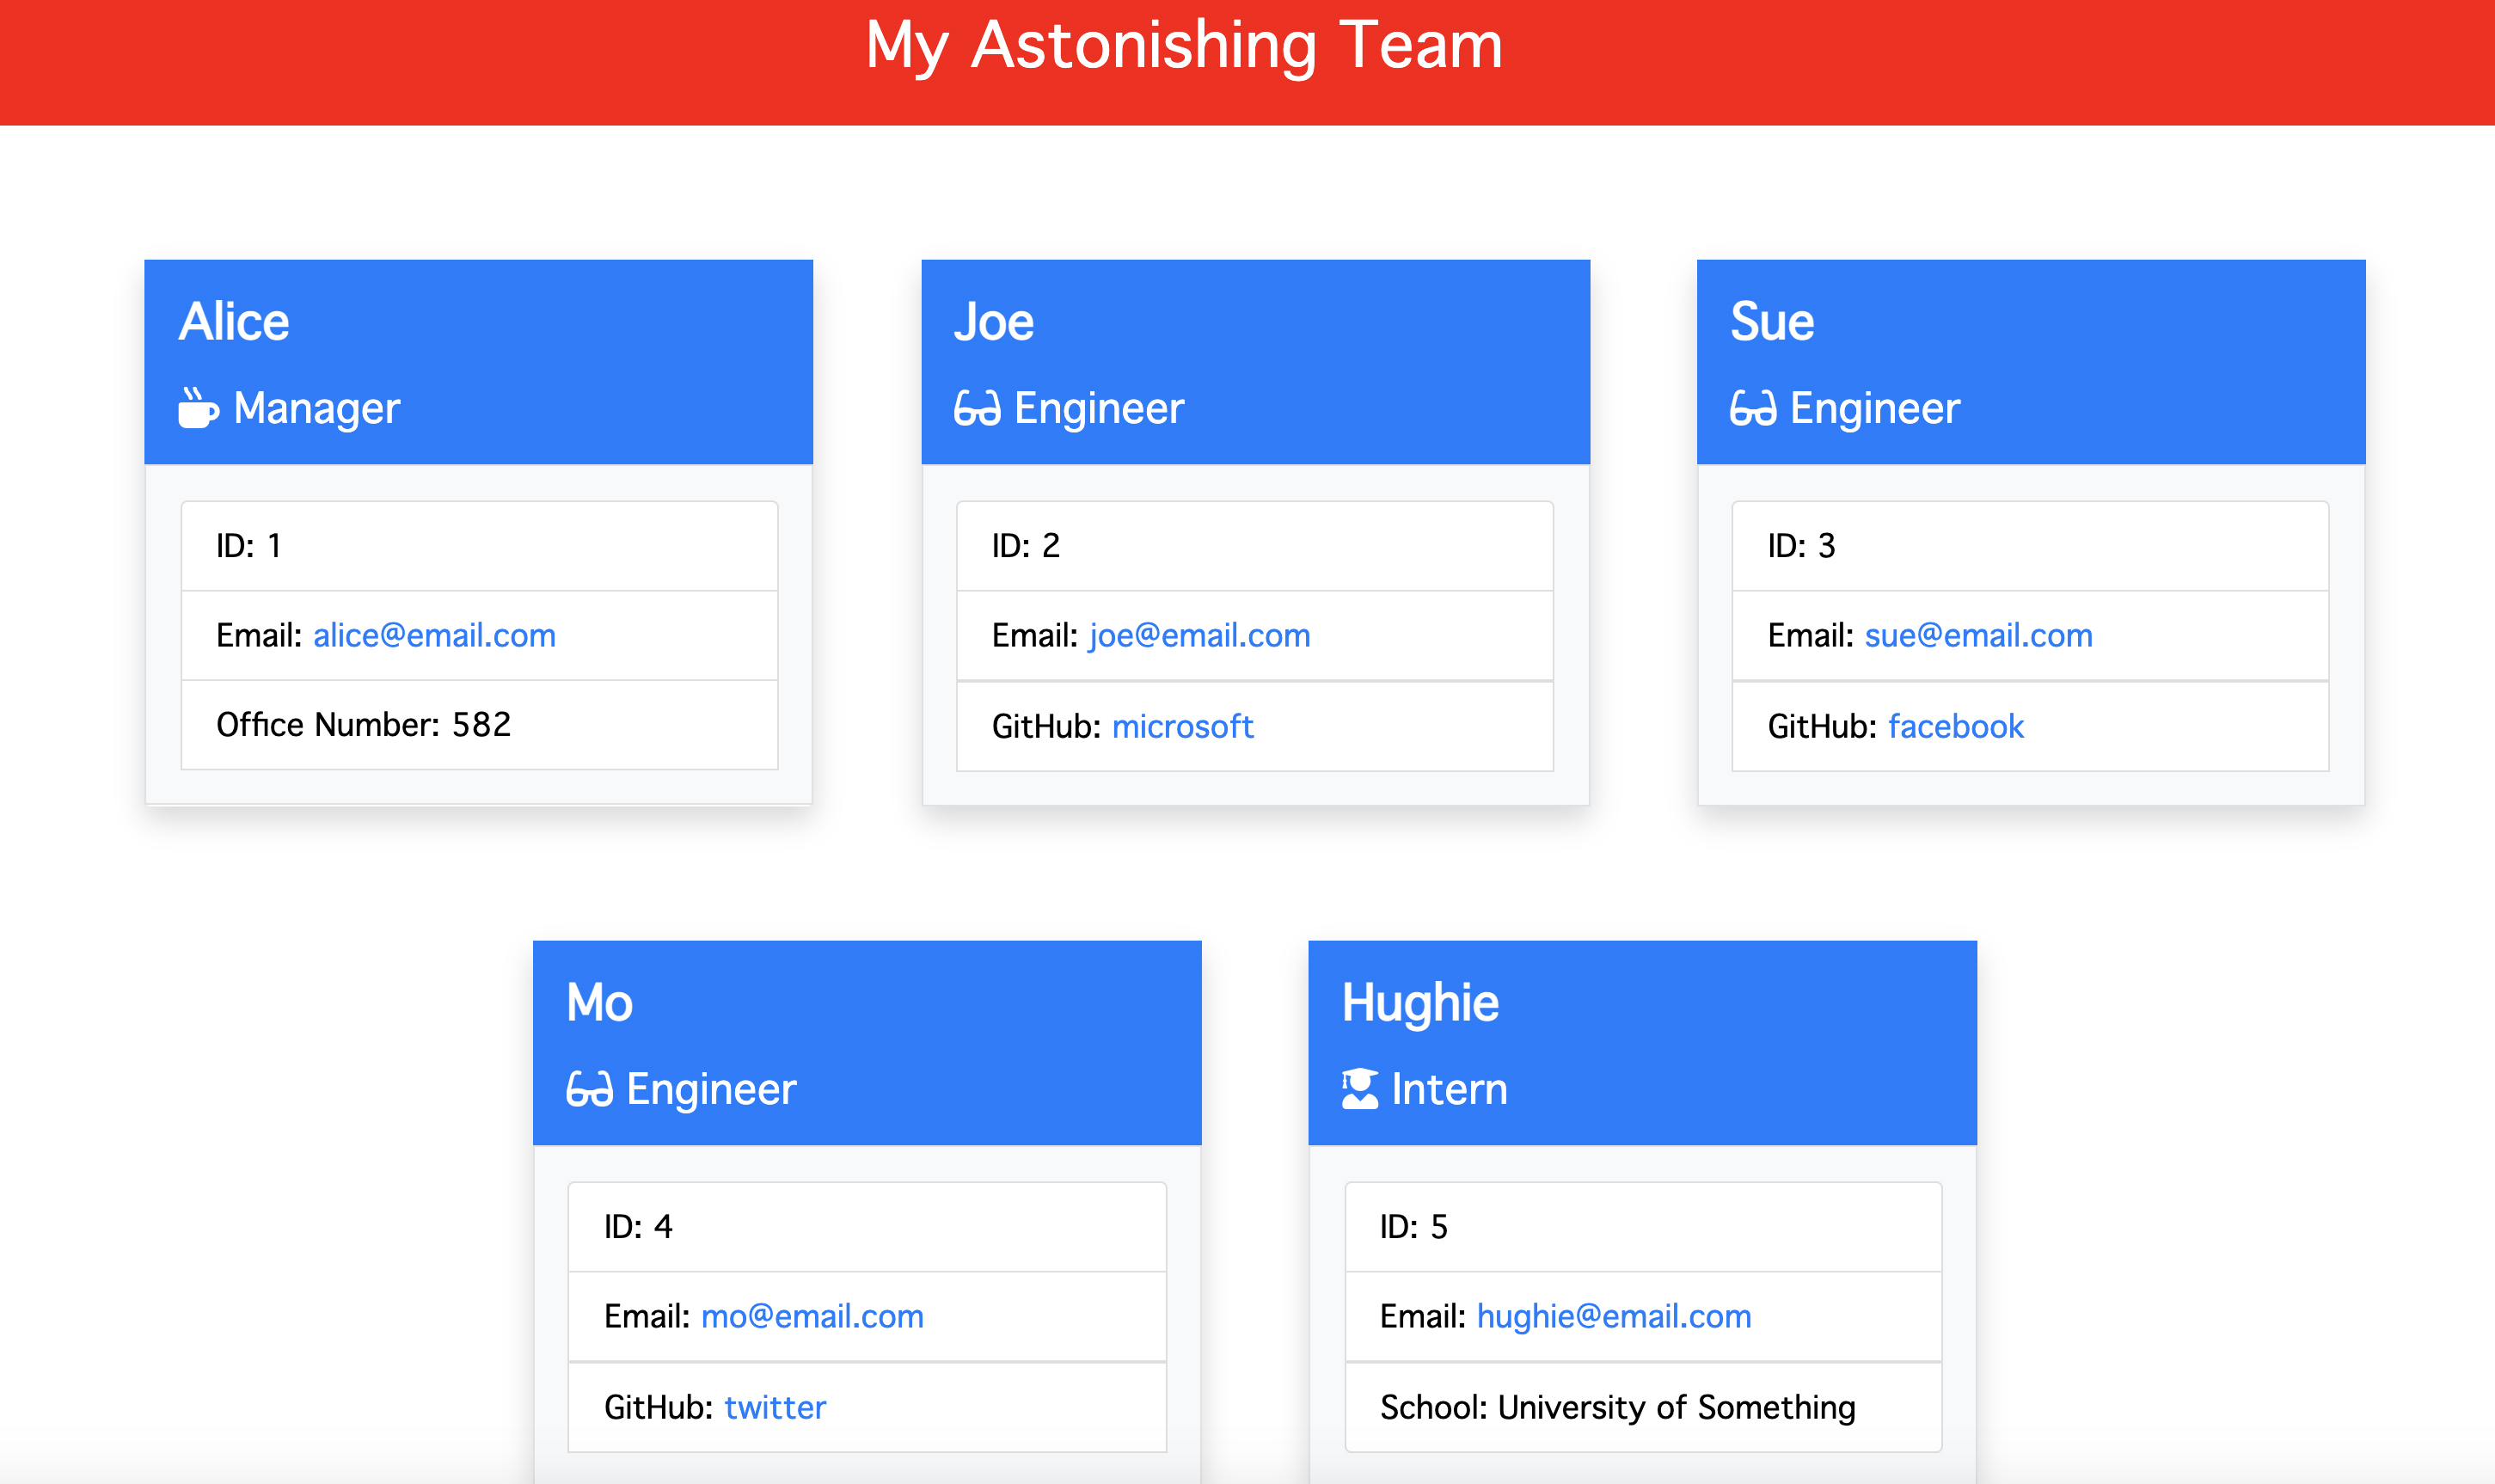 My Astonishing Team
Alice
Manager
ID: 1
Email: alice@email.com
Office Number: 582
Joe
Engineer
ID: 2
Email: joe@email.com
GitHub: microsoft
Sue
Engineer
ID: 3
Email: sue@email.com
GitHub: facebook
Mo
Engineer
ID: 4
Email: mo@email.com
GitHub: twitter
Hughie
Intern
ID: 5
Email: hughie@email.com
School: University of Something